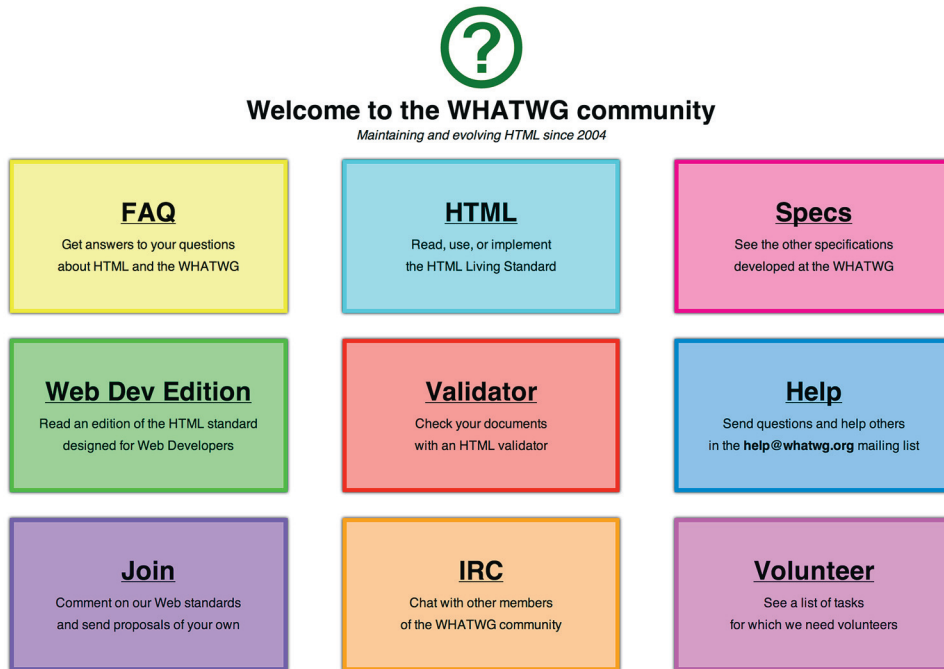 ?
Welcome to the WHATWG community
Maintaining and evolving HTML since 2004
FAQ
Get answers to your questions
about HTML and the WHATWG
HTML
Read, use, or implement
the HTML Living Standard
Specs
See the other specifications
developed at the WHATWG
Web Dev Edition
Read an edition of the HTML standard
designed for Web Developers
Validator
Check your documents
with an HTML validator
Help
Send questions and help others
in the help@whatwg.org mailing list
Join
Comment on our Web standards
and send proposals of your own
IRC
Chat with other members
of the WHATWG community
Volunteer
See a list of tasks
for which we need volunteers